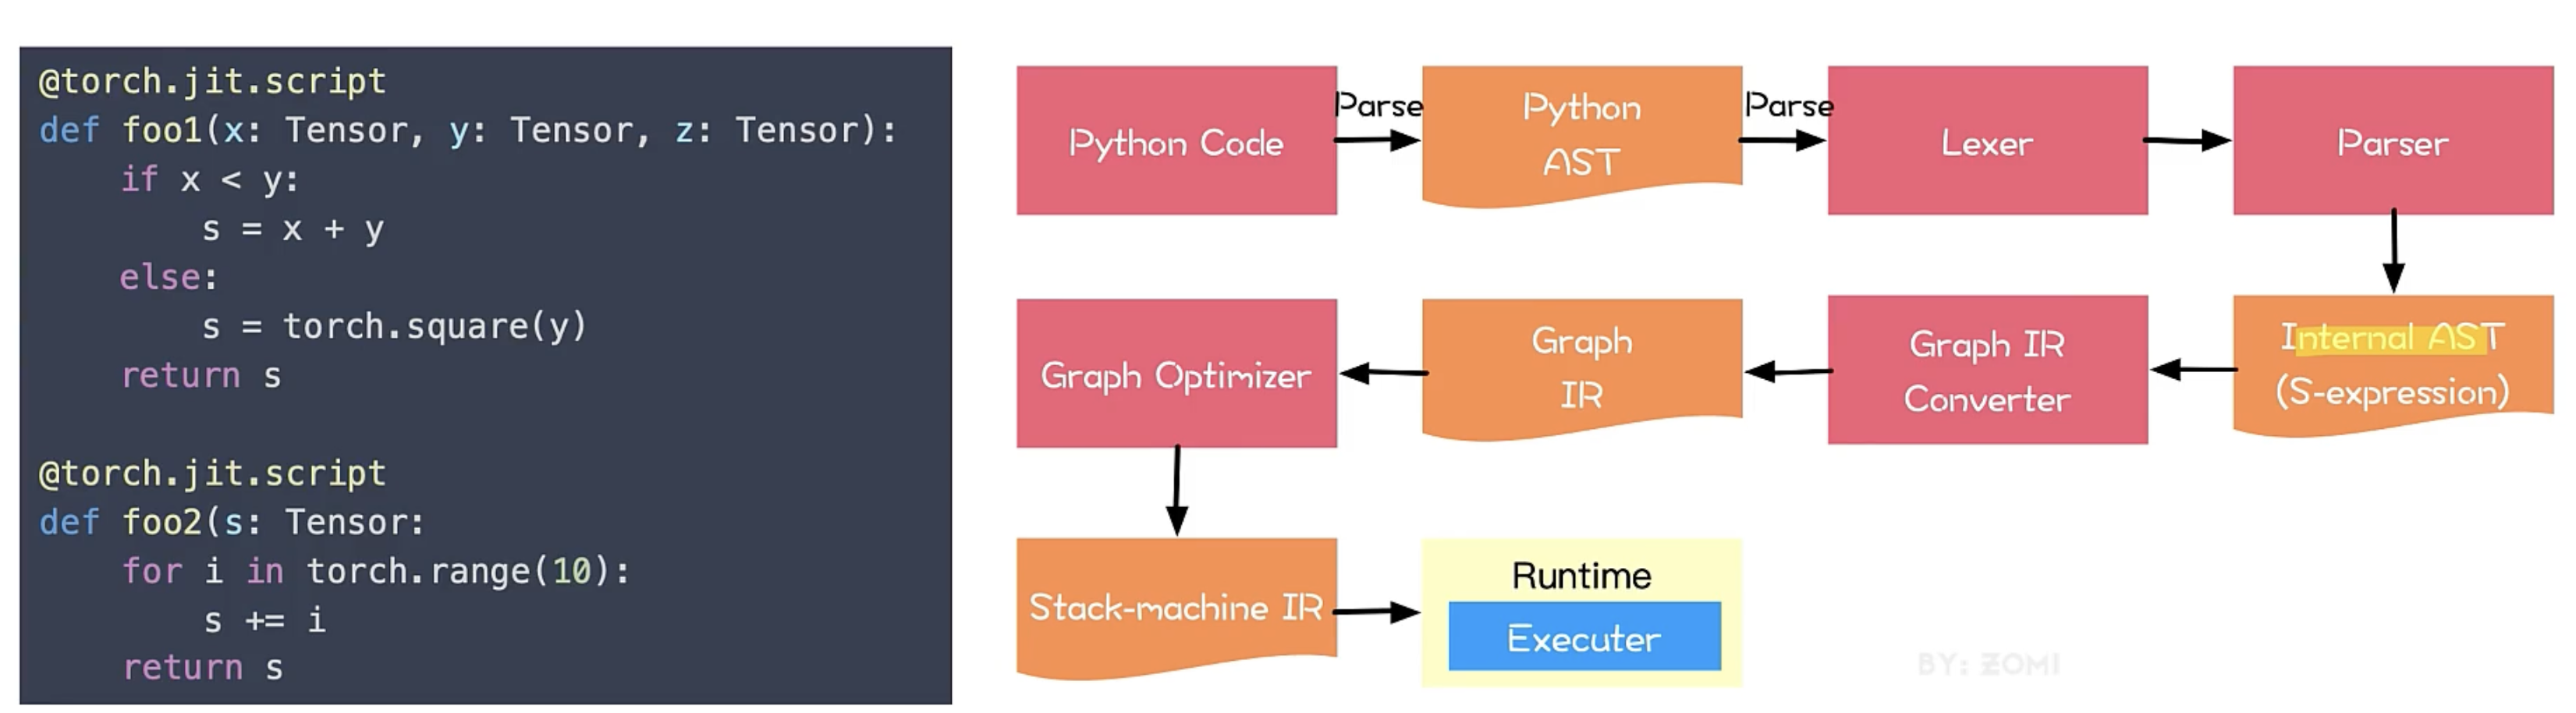 @torch.jit.script
def foo1(x: Tensor, y: Tensor, z: Tensor):
    if x < y:
        s = x + y
    else:
        s = torch.square(y)
    return s
@torch.jit.script
def foo2(s: Tensor:
    for i in torch.range(10):
        s += i
    return s
Python Code
Parse
Python
AST
Parse
Lexer
Parser
Graph Optimizer
Graph
IR
Graph IR
Converter
Internal AST
(S-expression)
Stack-machine IR
Runtime
Executer
BY: ZOMI